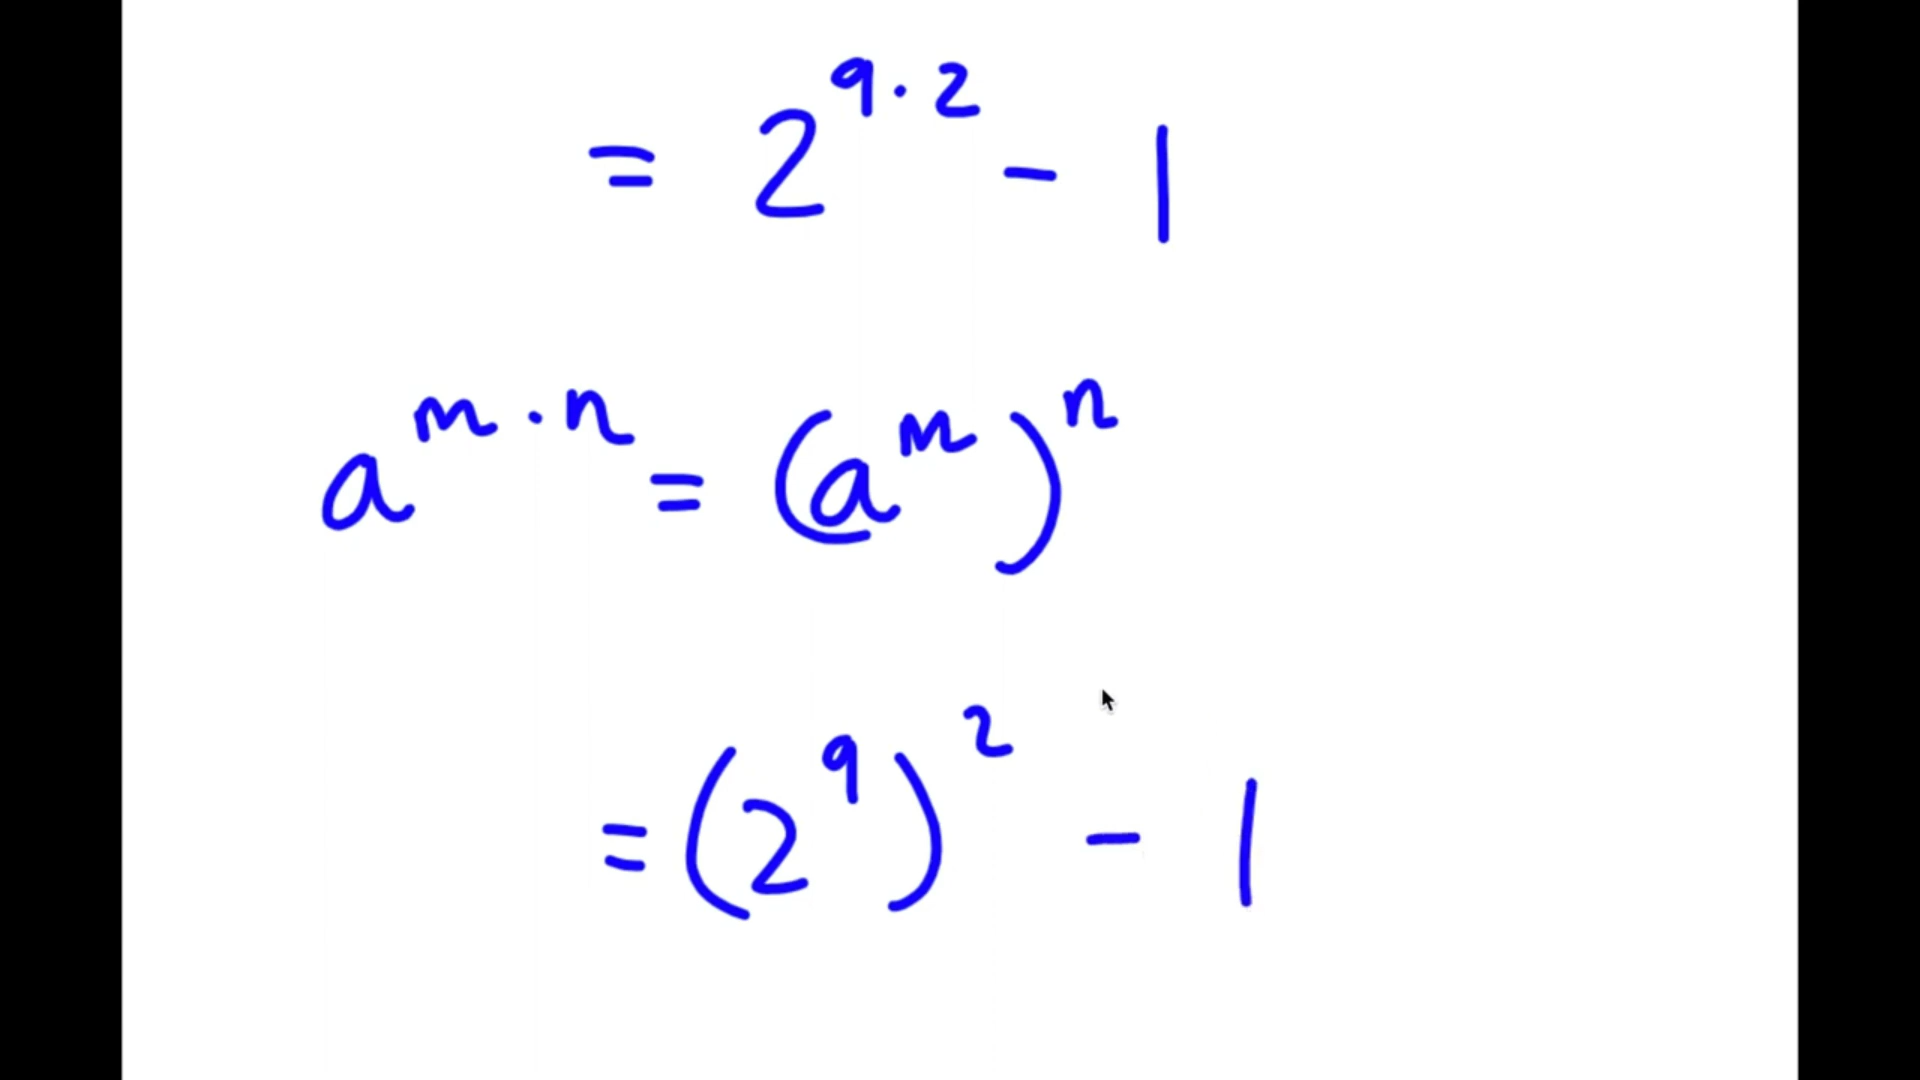 = 2^{9·2} - 1
a^{m·n} = (a^m)^n
= (2^9)^2 - 1